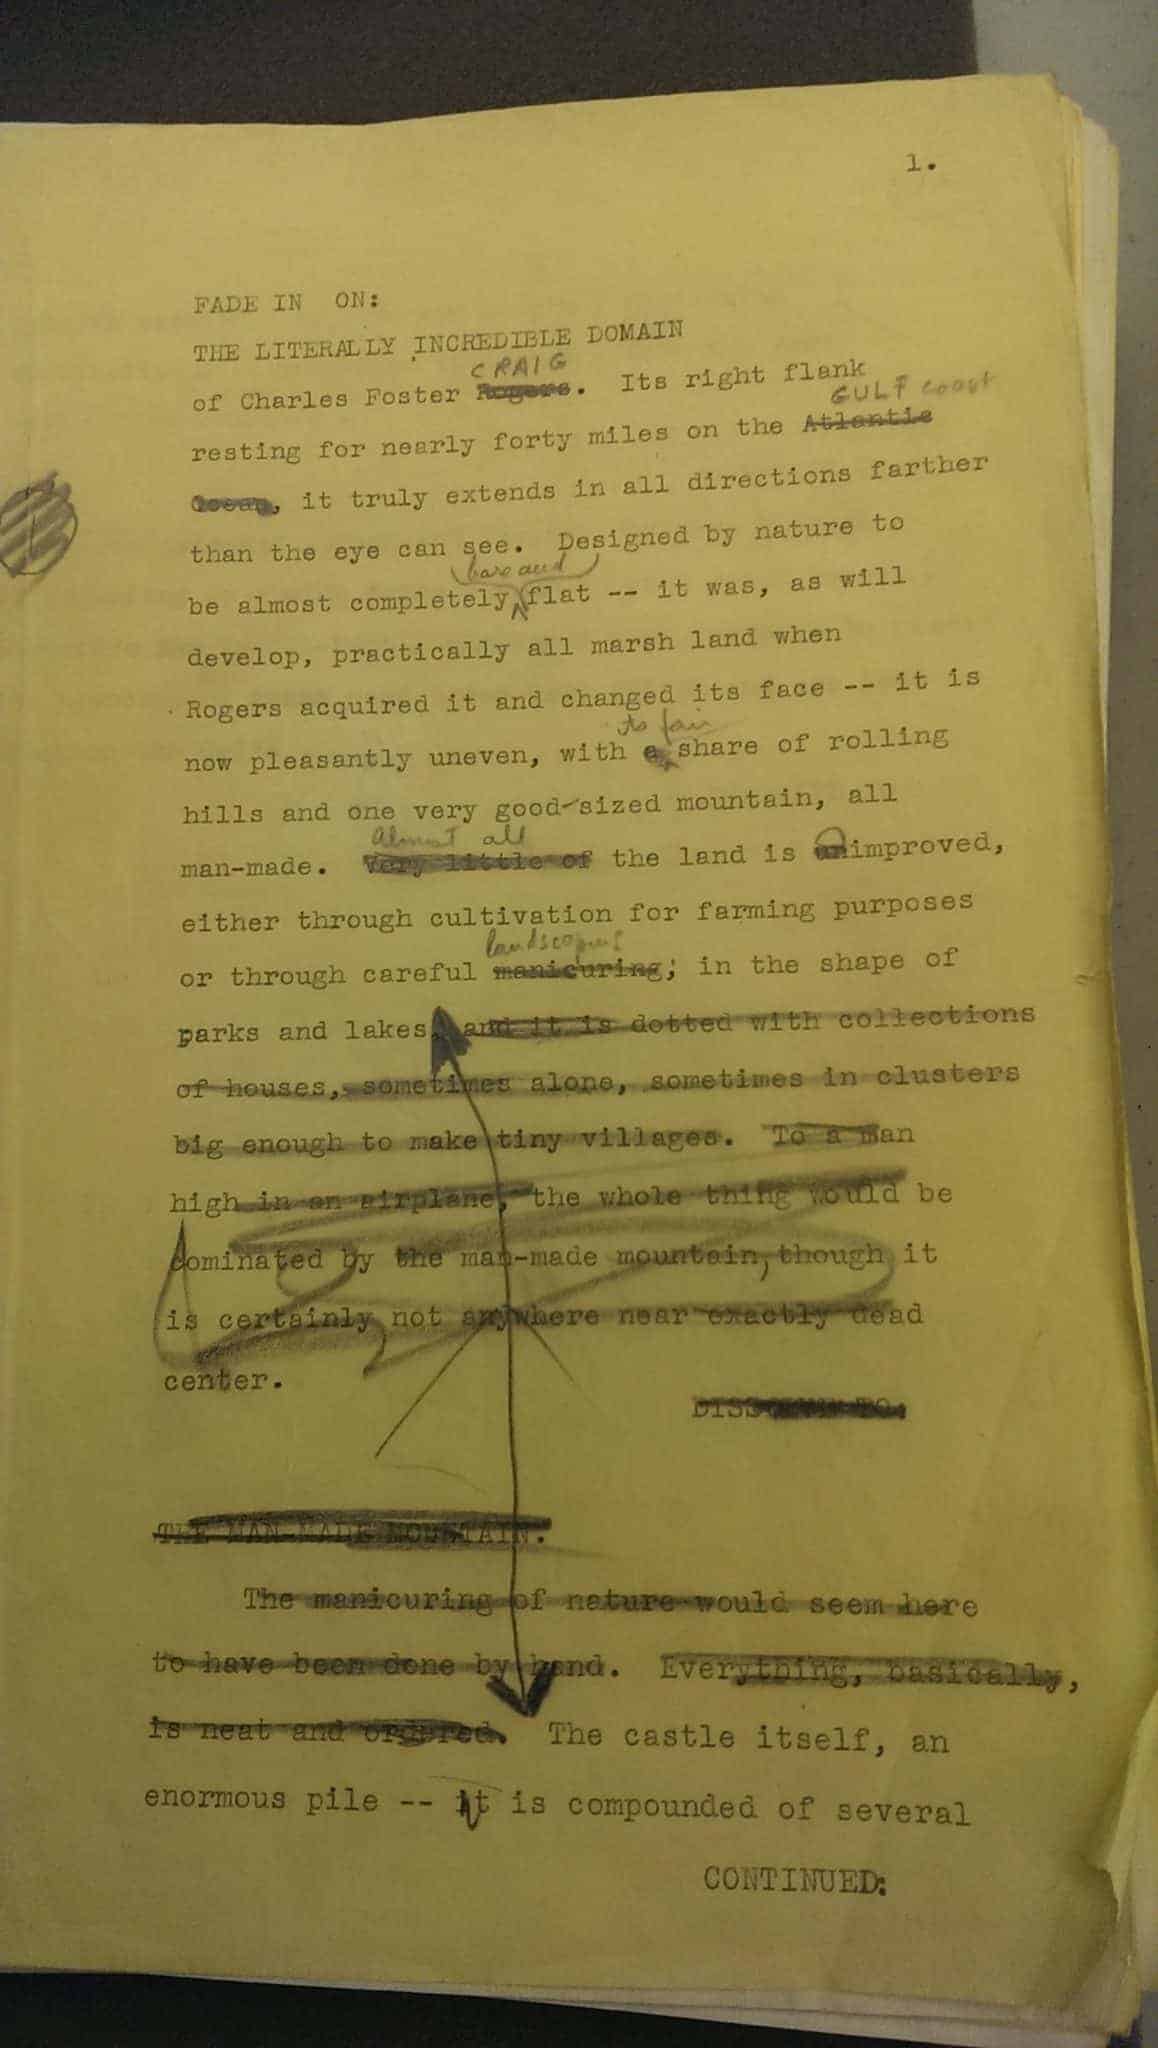 1.
FADE IN ON:
THE LITERALLY INCREDIBLE DOMAIN
CRAIG
of Charles Foster Rogers. Its right flank
GULF coast
resting for nearly forty miles on the Atlantic
Ocean, it truly extends in all directions farther
than the eye can see. Designed by nature to
bare and
be almost completely flat -- it was, as will
develop, practically all marsh land when
Rogers acquired it and changed its face -- it is
its fair
now pleasantly uneven, with a share of rolling
hills and one very good-sized mountain, all
Almost all
man-made. Very little of the land is unimproved,
either through cultivation for farming purposes
landscaping
or through careful manicuring; in the shape of
parks and lakes, and it is dotted with collections
of houses, sometimes alone, sometimes in clusters
big enough to make tiny villages. To a man
high in an airplane, the whole thing would be
dominated by the man-made mountain, though it
is certainly not anywhere near exactly dead
center.
DISSOLVE TO:
THE MAN-MADE MOUNTAIN.
The manicuring of nature would seem here
to have been done by hand. Everything, basically,
is neat and ordered. The castle itself, an
enormous pile -- it is compounded of several
CONTINUED: